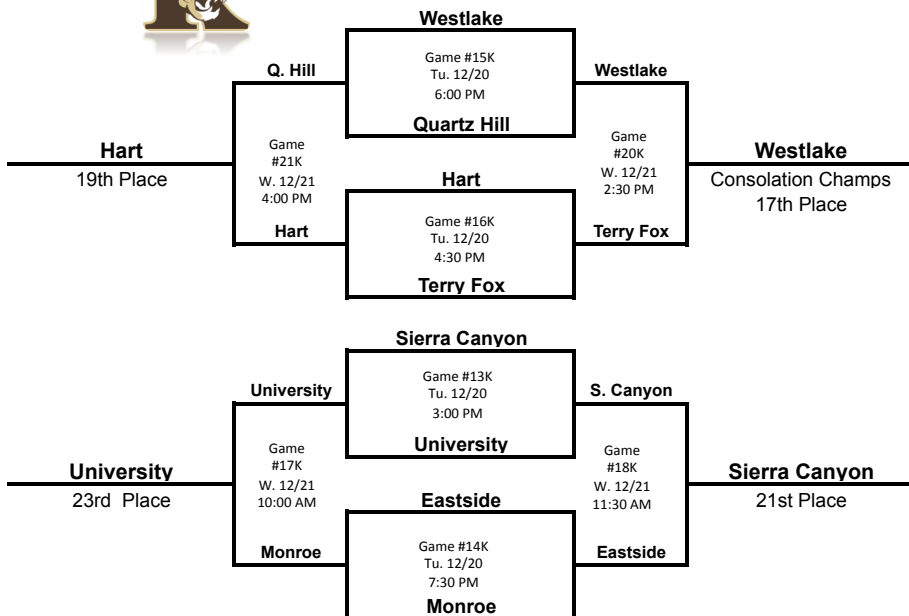 Westlake
Game #15K
Tu. 12/20
6:00 PM
Quartz Hill
Q. Hill
Westlake
Hart
19th Place
Game
#21K
W. 12/21
4:00 PM
Hart
Game
#20K
W. 12/21
2:30 PM
Terry Fox
Westlake
Consolation Champs
17th Place
Hart
Game #16K
Tu. 12/20
4:30 PM
Terry Fox
Sierra Canyon
Game #13K
Tu. 12/20
3:00 PM
University
University
S. Canyon
University
23rd Place
Game
#17K
W. 12/21
10:00 AM
Monroe
Game
#18K
W. 12/21
11:30 AM
Eastside
Sierra Canyon
21st Place
Eastside
Game #14K
Tu. 12/20
7:30 PM
Monroe